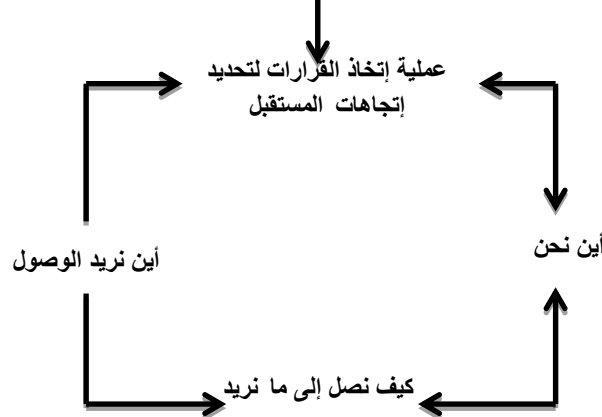 عملية إتخاذ القرارات لتحديد
إتجاهات المستقبل
أين نحن
أين نريد الوصول
كيف نصل إلى ما نريد